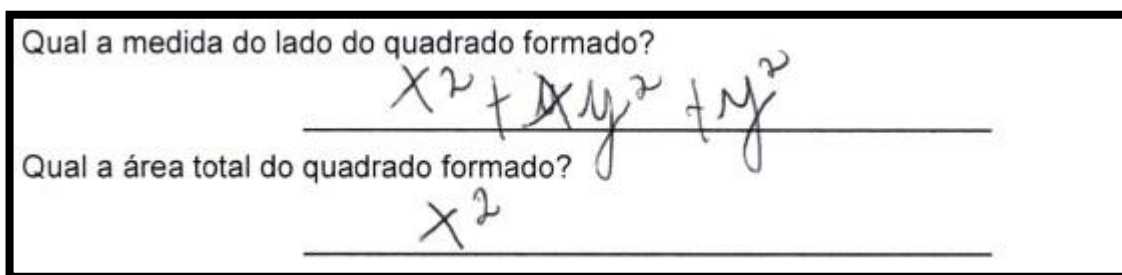 Qual a medida do lado do quadrado formado?
x² + xy² + y²
Qual a área total do quadrado formado?
x²